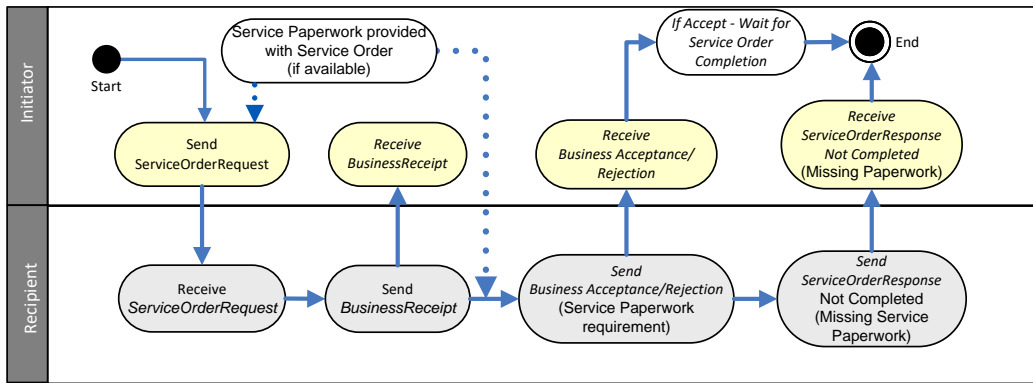 Initiator
Start
Service Paperwork provided
with Service Order
(if available)
If Accept - Wait for
Service Order
Completion
End
Send
ServiceOrderRequest
Receive
BusinessReceipt
Receive
Business Acceptance/
Rejection
Receive
ServiceOrderResponse
Not Completed
(Missing Paperwork)
Recipient
Receive
ServiceOrderRequest
Send
BusinessReceipt
Send
Business Acceptance/Rejection
(Service Paperwork
requirement)
Send
ServiceOrderResponse
Not Completed
(Missing Service
Paperwork)